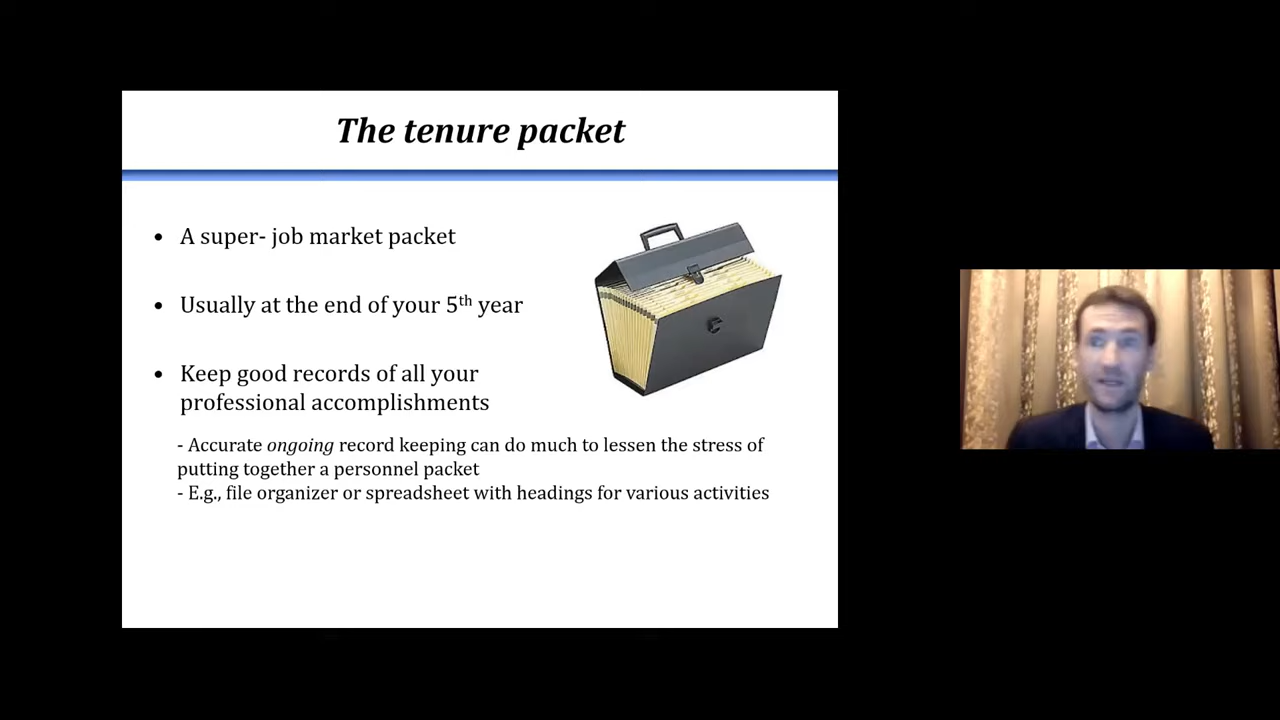 The tenure packet
• A super- job market packet
• Usually at the end of your 5th year
• Keep good records of all your
professional accomplishments
- Accurate ongoing record keeping can do much to lessen the stress of
putting together a personnel packet
- E.g., file organizer or spreadsheet with headings for various activities